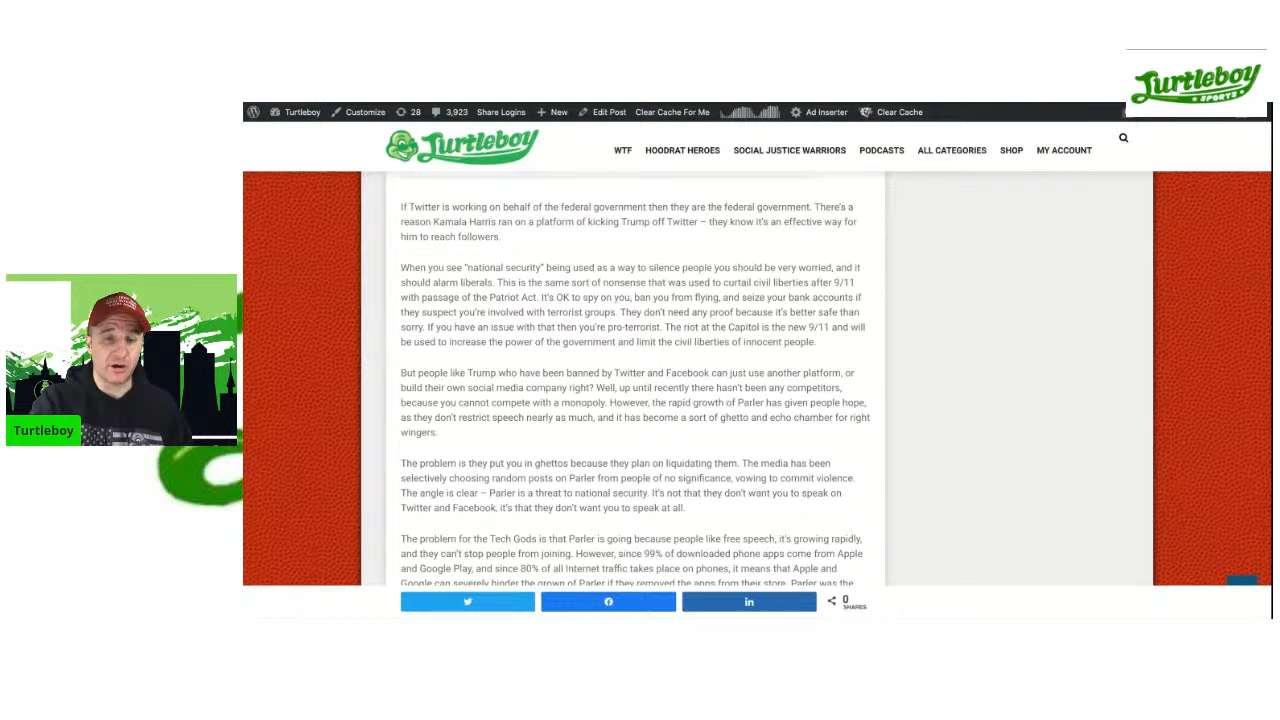 Turtleboy
SPORTS
Turtleboy Customize 28 3,923 Share Logins New Edit Post Clear Cache For Me Ad Inserter Clear Cache
Turtleboy
WTF HOODRAT HEROES SOCIAL JUSTICE WARRIORS PODCASTS ALL CATEGORIES SHOP MY ACCOUNT
If Twitter is working on behalf of the federal government then they are the federal government. There's a
reason Kamala Harris ran on a platform of kicking Trump off Twitter – they know it's an effective way for
him to reach followers.
When you see "national security" being used as a way to silence people you should be very worried, and it
should alarm liberals. This is the same sort of nonsense that was used to curtail civil liberties after 9/11
with passage of the Patriot Act. It's OK to spy on you, ban you from flying, and seize your bank accounts if
they suspect you're involved with terrorist groups. They don't need any proof because it's better safe than
sorry. If you have an issue with that then you're pro-terrorist. The riot at the Capitol is the new 9/11 and will
be used to increase the power of the government and limit the civil liberties of innocent people.
But people like Trump who have been banned by Twitter and Facebook can just use another platform, or
build their own social media company right? Well, up until recently there hasn't been any competitors,
because you cannot compete with a monopoly. However, the rapid growth of Parler has given people hope,
as they don't restrict speech nearly as much, and it has become a sort of ghetto and echo chamber for right
wingers.
The problem is they put you in ghettos because they plan on liquidating them. The media has been
selectively choosing random posts on Parler from people of no significance, vowing to commit violence.
The angle is clear – Parler is a threat to national security. It's not that they don't want you to speak on
Twitter and Facebook, it's that they don't want you to speak at all.
The problem for the Tech Gods is that Parler is going because people like free speech, it's growing rapidly,
and they can't stop people from joining. However, since 99% of downloaded phone apps come from Apple
and Google Play, and since 80% of all Internet traffic takes place on phones, it means that Apple and
Google can severely hinder the grown of Parler if they removed the apps from their store. Parler was the
0
SHARES
Turtleboy